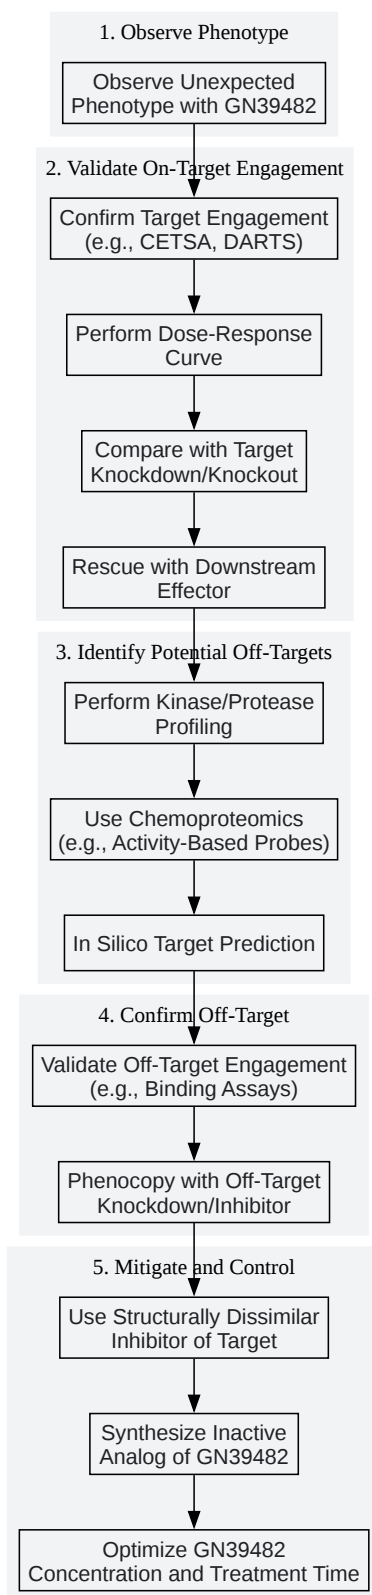 1. Observe Phenotype
Observe Unexpected
Phenotype with GN39482
2. Validate On-Target Engagement
Confirm Target Engagement
(e.g., CETSA, DARTS)
Perform Dose-Response
Curve
Compare with Target
Knockdown/Knockout
Rescue with Downstream
Effector
3. Identify Potential Off-Targets
Perform Kinase/Protease
Profiling
Use Chemoproteomics
(e.g., Activity-Based Probes)
In Silico Target Prediction
4. Confirm Off-Target
Validate Off-Target Engagement
(e.g., Binding Assays)
Phenocopy with Off-Target
Knockdown/Inhibitor
5. Mitigate and Control
Use Structurally Dissimilar
Inhibitor of Target
Synthesize Inactive
Analog of GN39482
Optimize GN39482
Concentration and Treatment Time